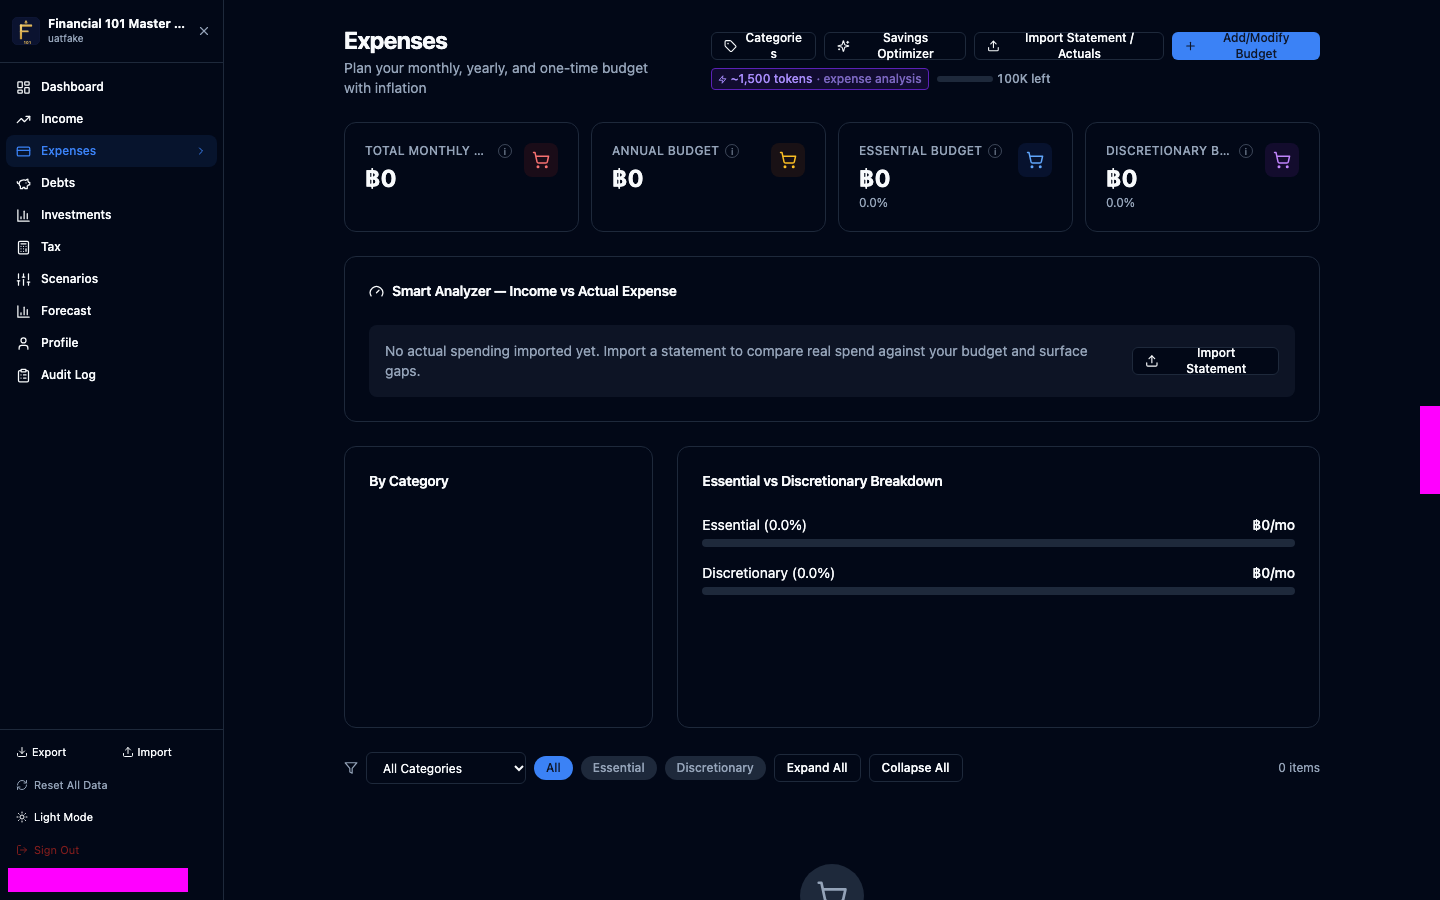 Financial 101 Master ...
uatfake
Dashboard
Income
Expenses
Debts
Investments
Tax
Scenarios
Forecast
Profile
Audit Log
Export
Import
Reset All Data
Light Mode
Sign Out
Expenses
Plan your monthly, yearly, and one-time budget
with inflation
Categorie
s
Savings
Optimizer
Import Statement /
Actuals
Add/Modify
Budget
~1,500 tokens · expense analysis
100K left
TOTAL MONTHLY ...
฿0
ANNUAL BUDGET
฿0
ESSENTIAL BUDGET
฿0
0.0%
DISCRETIONARY B...
฿0
0.0%
Smart Analyzer — Income vs Actual Expense
No actual spending imported yet. Import a statement to compare real spend against your budget and surface
gaps.
Import
Statement
By Category
Essential vs Discretionary Breakdown
Essential (0.0%)
฿0/mo
Discretionary (0.0%)
฿0/mo
All Categories
All
Essential
Discretionary
Expand All
Collapse All
0 items